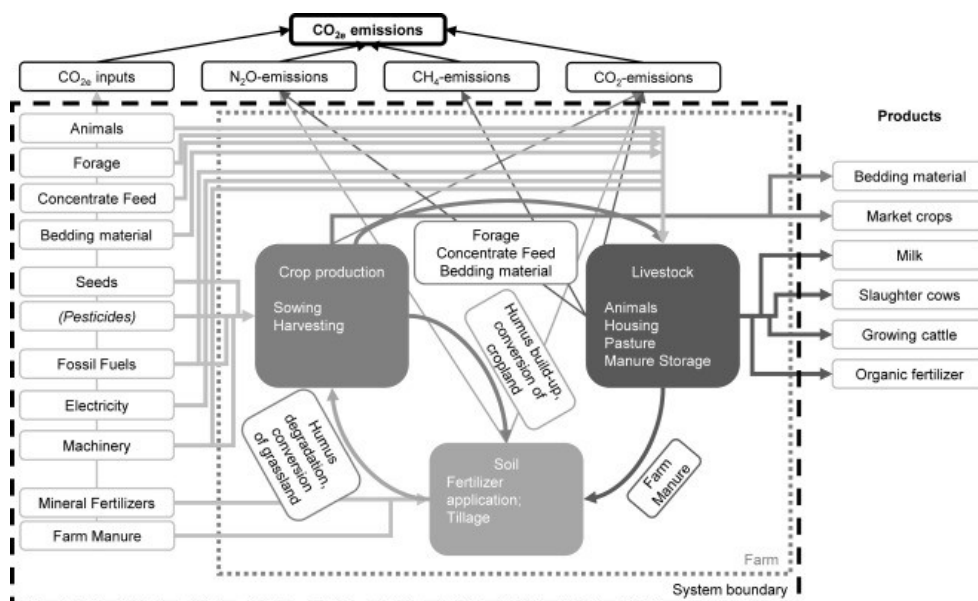 CO2e emissions
CO2e inputs
N2O-emissions
CH4-emissions
CO2-emissions
Animals
Forage
Concentrate Feed
Bedding material
Seeds
(Pesticides)
Fossil Fuels
Electricity
Machinery
Mineral Fertilizers
Farm Manure
Crop production
Sowing
Harvesting
Forage
Concentrate Feed
Bedding material
Livestock
Animals
Housing
Pasture
Manure Storage
Humus build-up,
conversion of
cropland
Humus
degradation,
conversion
of grassland
Soil
Fertilizer
application;
Tillage
Farm
Manure
Farm
System boundary
Products
Bedding material
Market crops
Milk
Slaughter cows
Growing cattle
Organic fertilizer